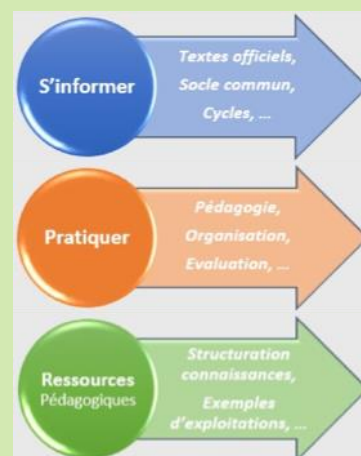 S'informer
Textes officiels,
Socle commun,
Cycles, ...
Pratiquer
Pédagogie,
Organisation,
Evaluation, ...
Ressources
Pédagogiques
Structuration
connaissances,
Exemples
d'exploitations, ...